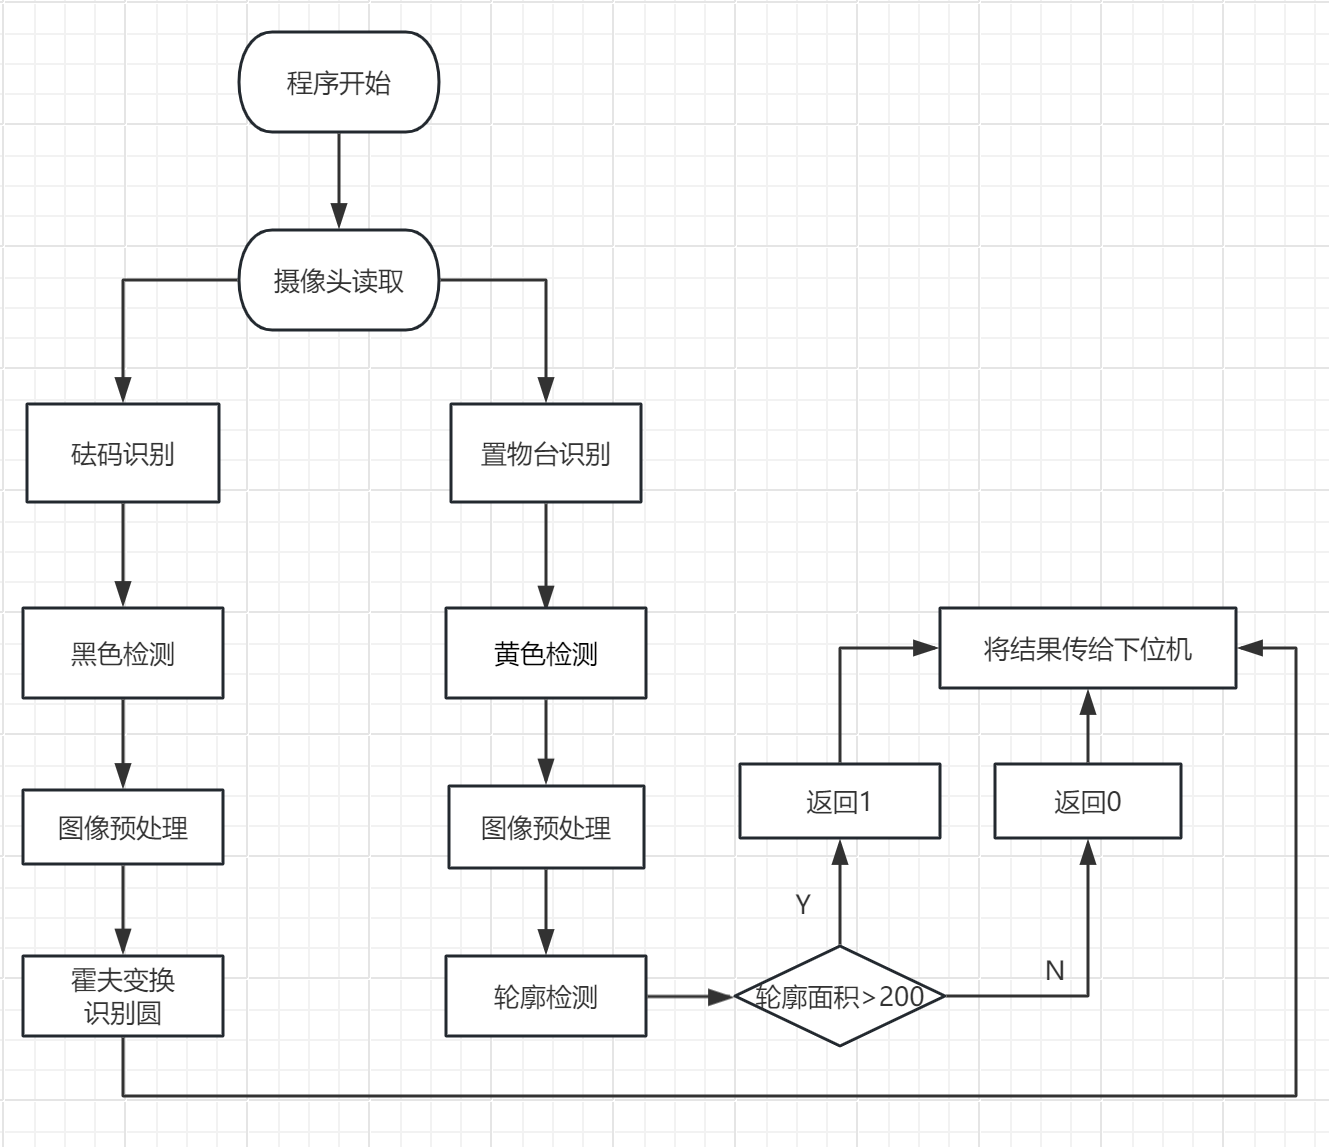 程序开始
摄像头读取
砝码识别
置物台识别
黑色检测
黄色检测
将结果传给下位机
图像预处理
图像预处理
返回1
返回0
Y
N
霍夫变换
识别圆
轮廓检测
轮廓面积>200